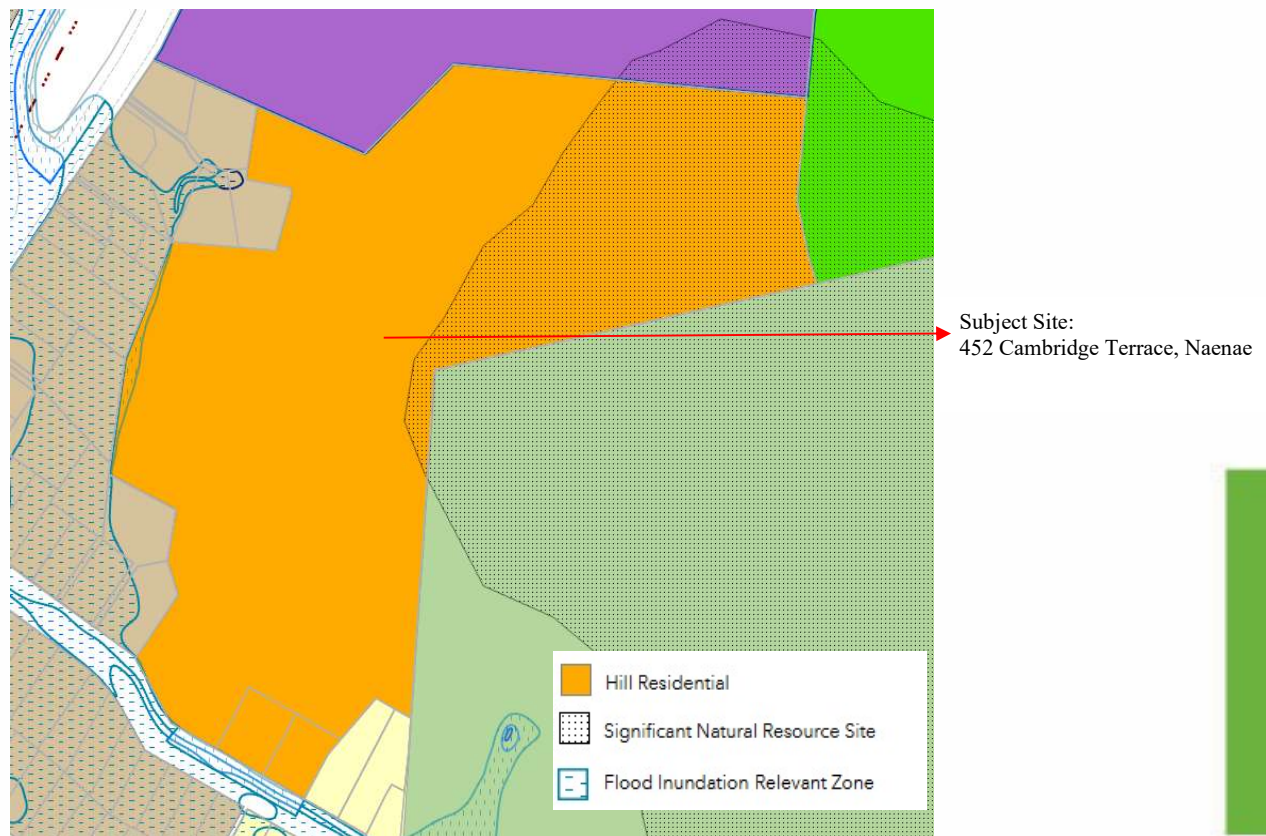 Subject Site:
452 Cambridge Terrace, Naenae
Hill Residential
Significant Natural Resource Site
Flood Inundation Relevant Zone